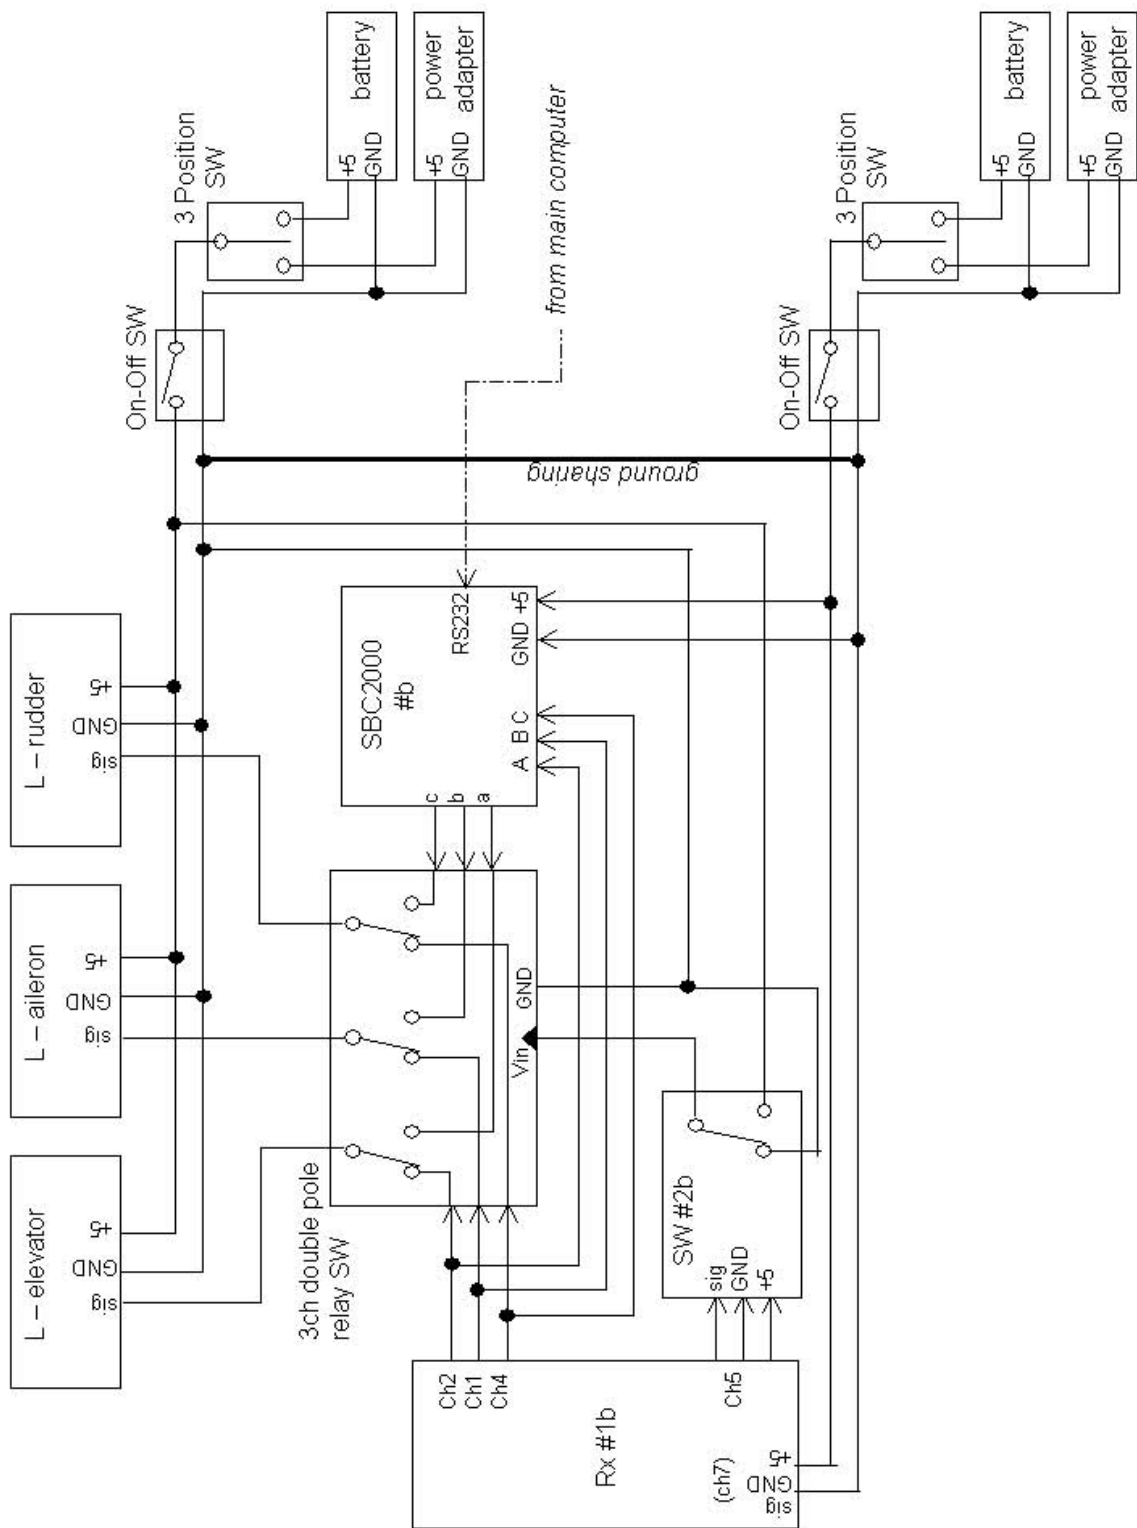 L – elevator
sig
GND
+5
L – aileron
sig
GND
+5
L – rudder
sig
GND
+5
On-Off SW
3 Position
SW
+5
GND
battery
+5
GND
power
adapter
3ch double pole
relay SW
Vin
GND
c
b
a
SBC2000
#b
A
B
C
GND
+5
RS232
from main computer
ground sharing
Rx #1b
Ch2
Ch1
Ch4
Ch5
(ch7)
sig
GND
+5
SW #2b
sig
GND
+5
On-Off SW
3 Position
SW
+5
GND
battery
+5
GND
power
adapter